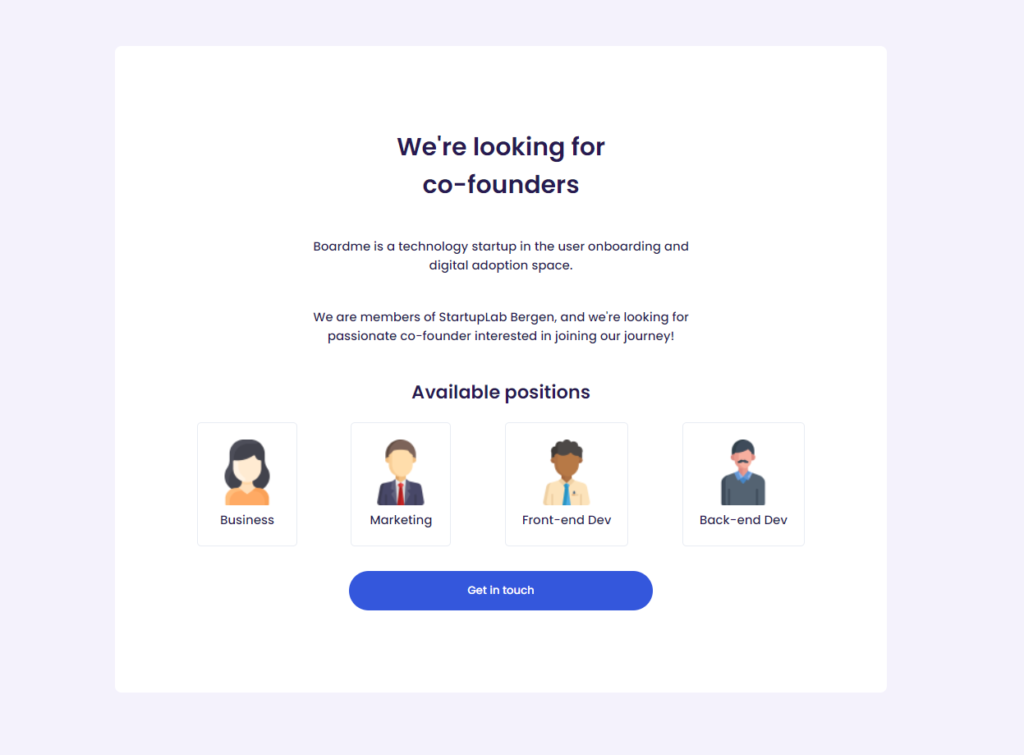 We're looking for
co-founders
Boardme is a technology startup in the user onboarding and
digital adoption space.
We are members of StartupLab Bergen, and we're looking for
passionate co-founder interested in joining our journey!
Available positions
Business
Marketing
Front-end Dev
Back-end Dev
Get in touch